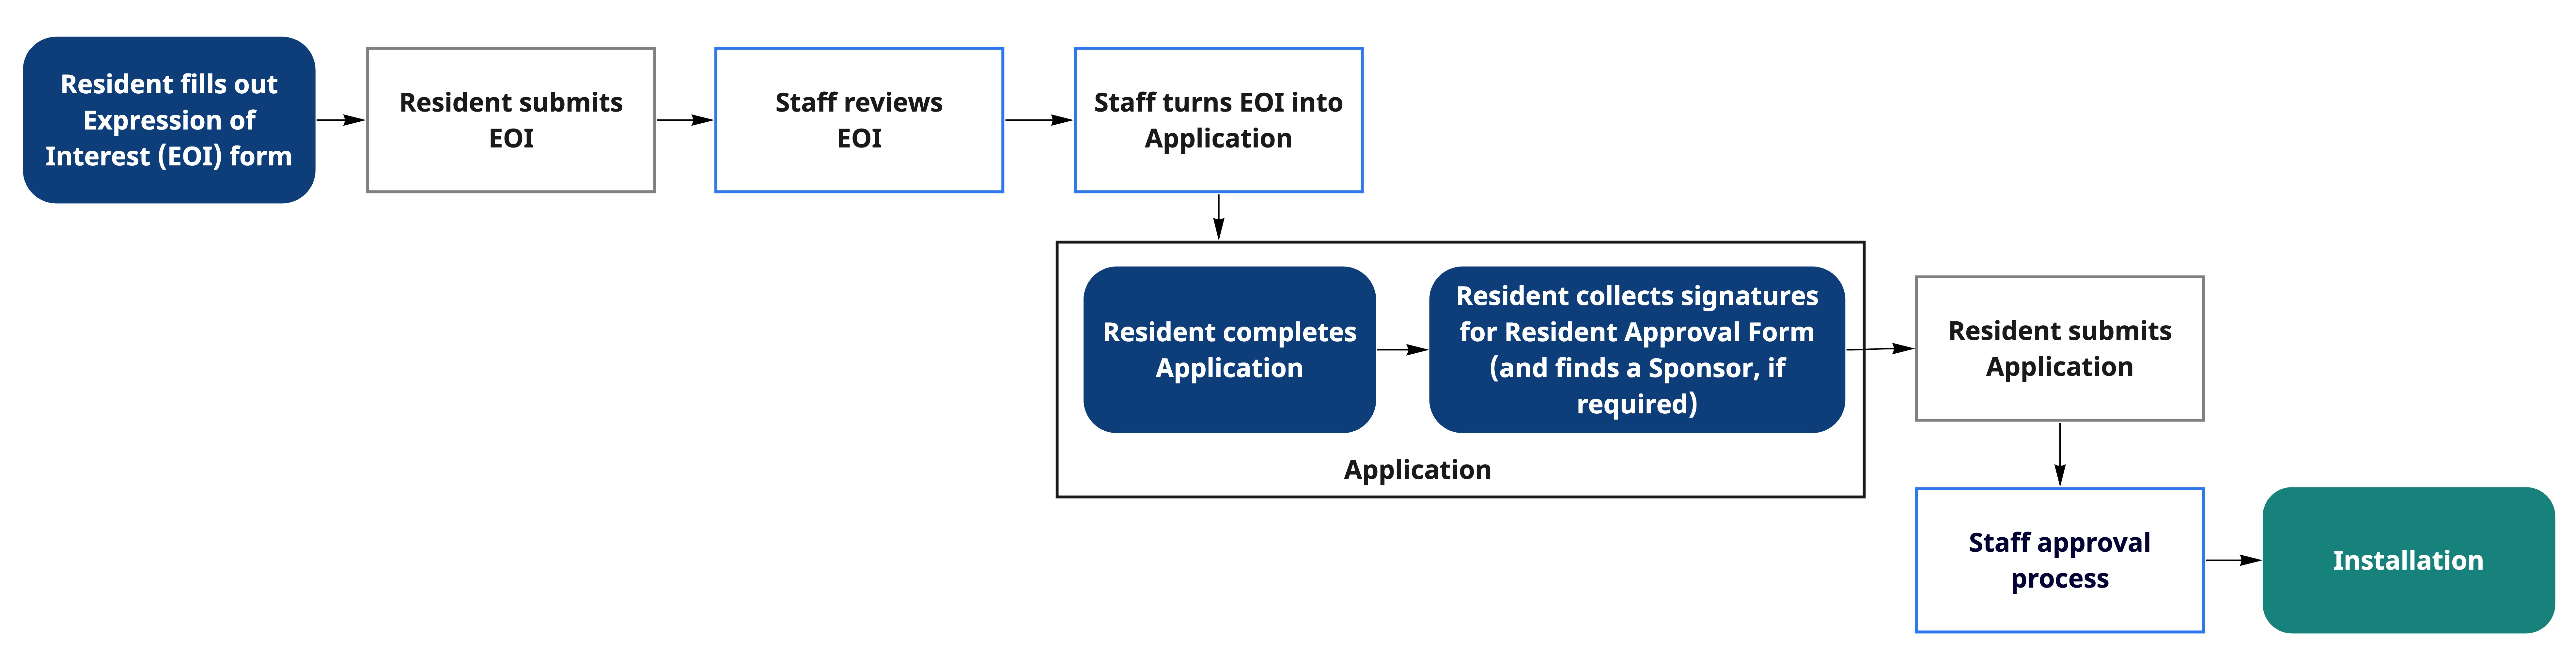 Resident fills out
Expression of
Interest (EOI) form
Resident submits
EOI
Staff reviews
EOI
Staff turns EOI into
Application
Resident completes
Application
Resident collects signatures
for Resident Approval Form
(and finds a Sponsor, if
required)
Application
Resident submits
Application
Staff approval
process
Installation